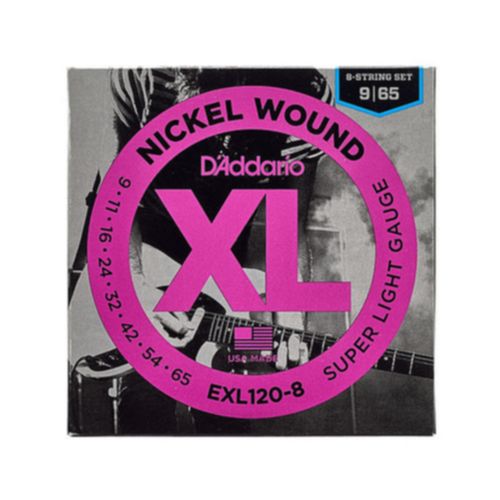 8-STRING SET
9|65
NICKEL WOUND
D'Addario
XL
9 • 11 • 16 • 24 • 32 • 42 • 54 • 65
USA MADE
EXL120-8
SUPER LIGHT GAUGE